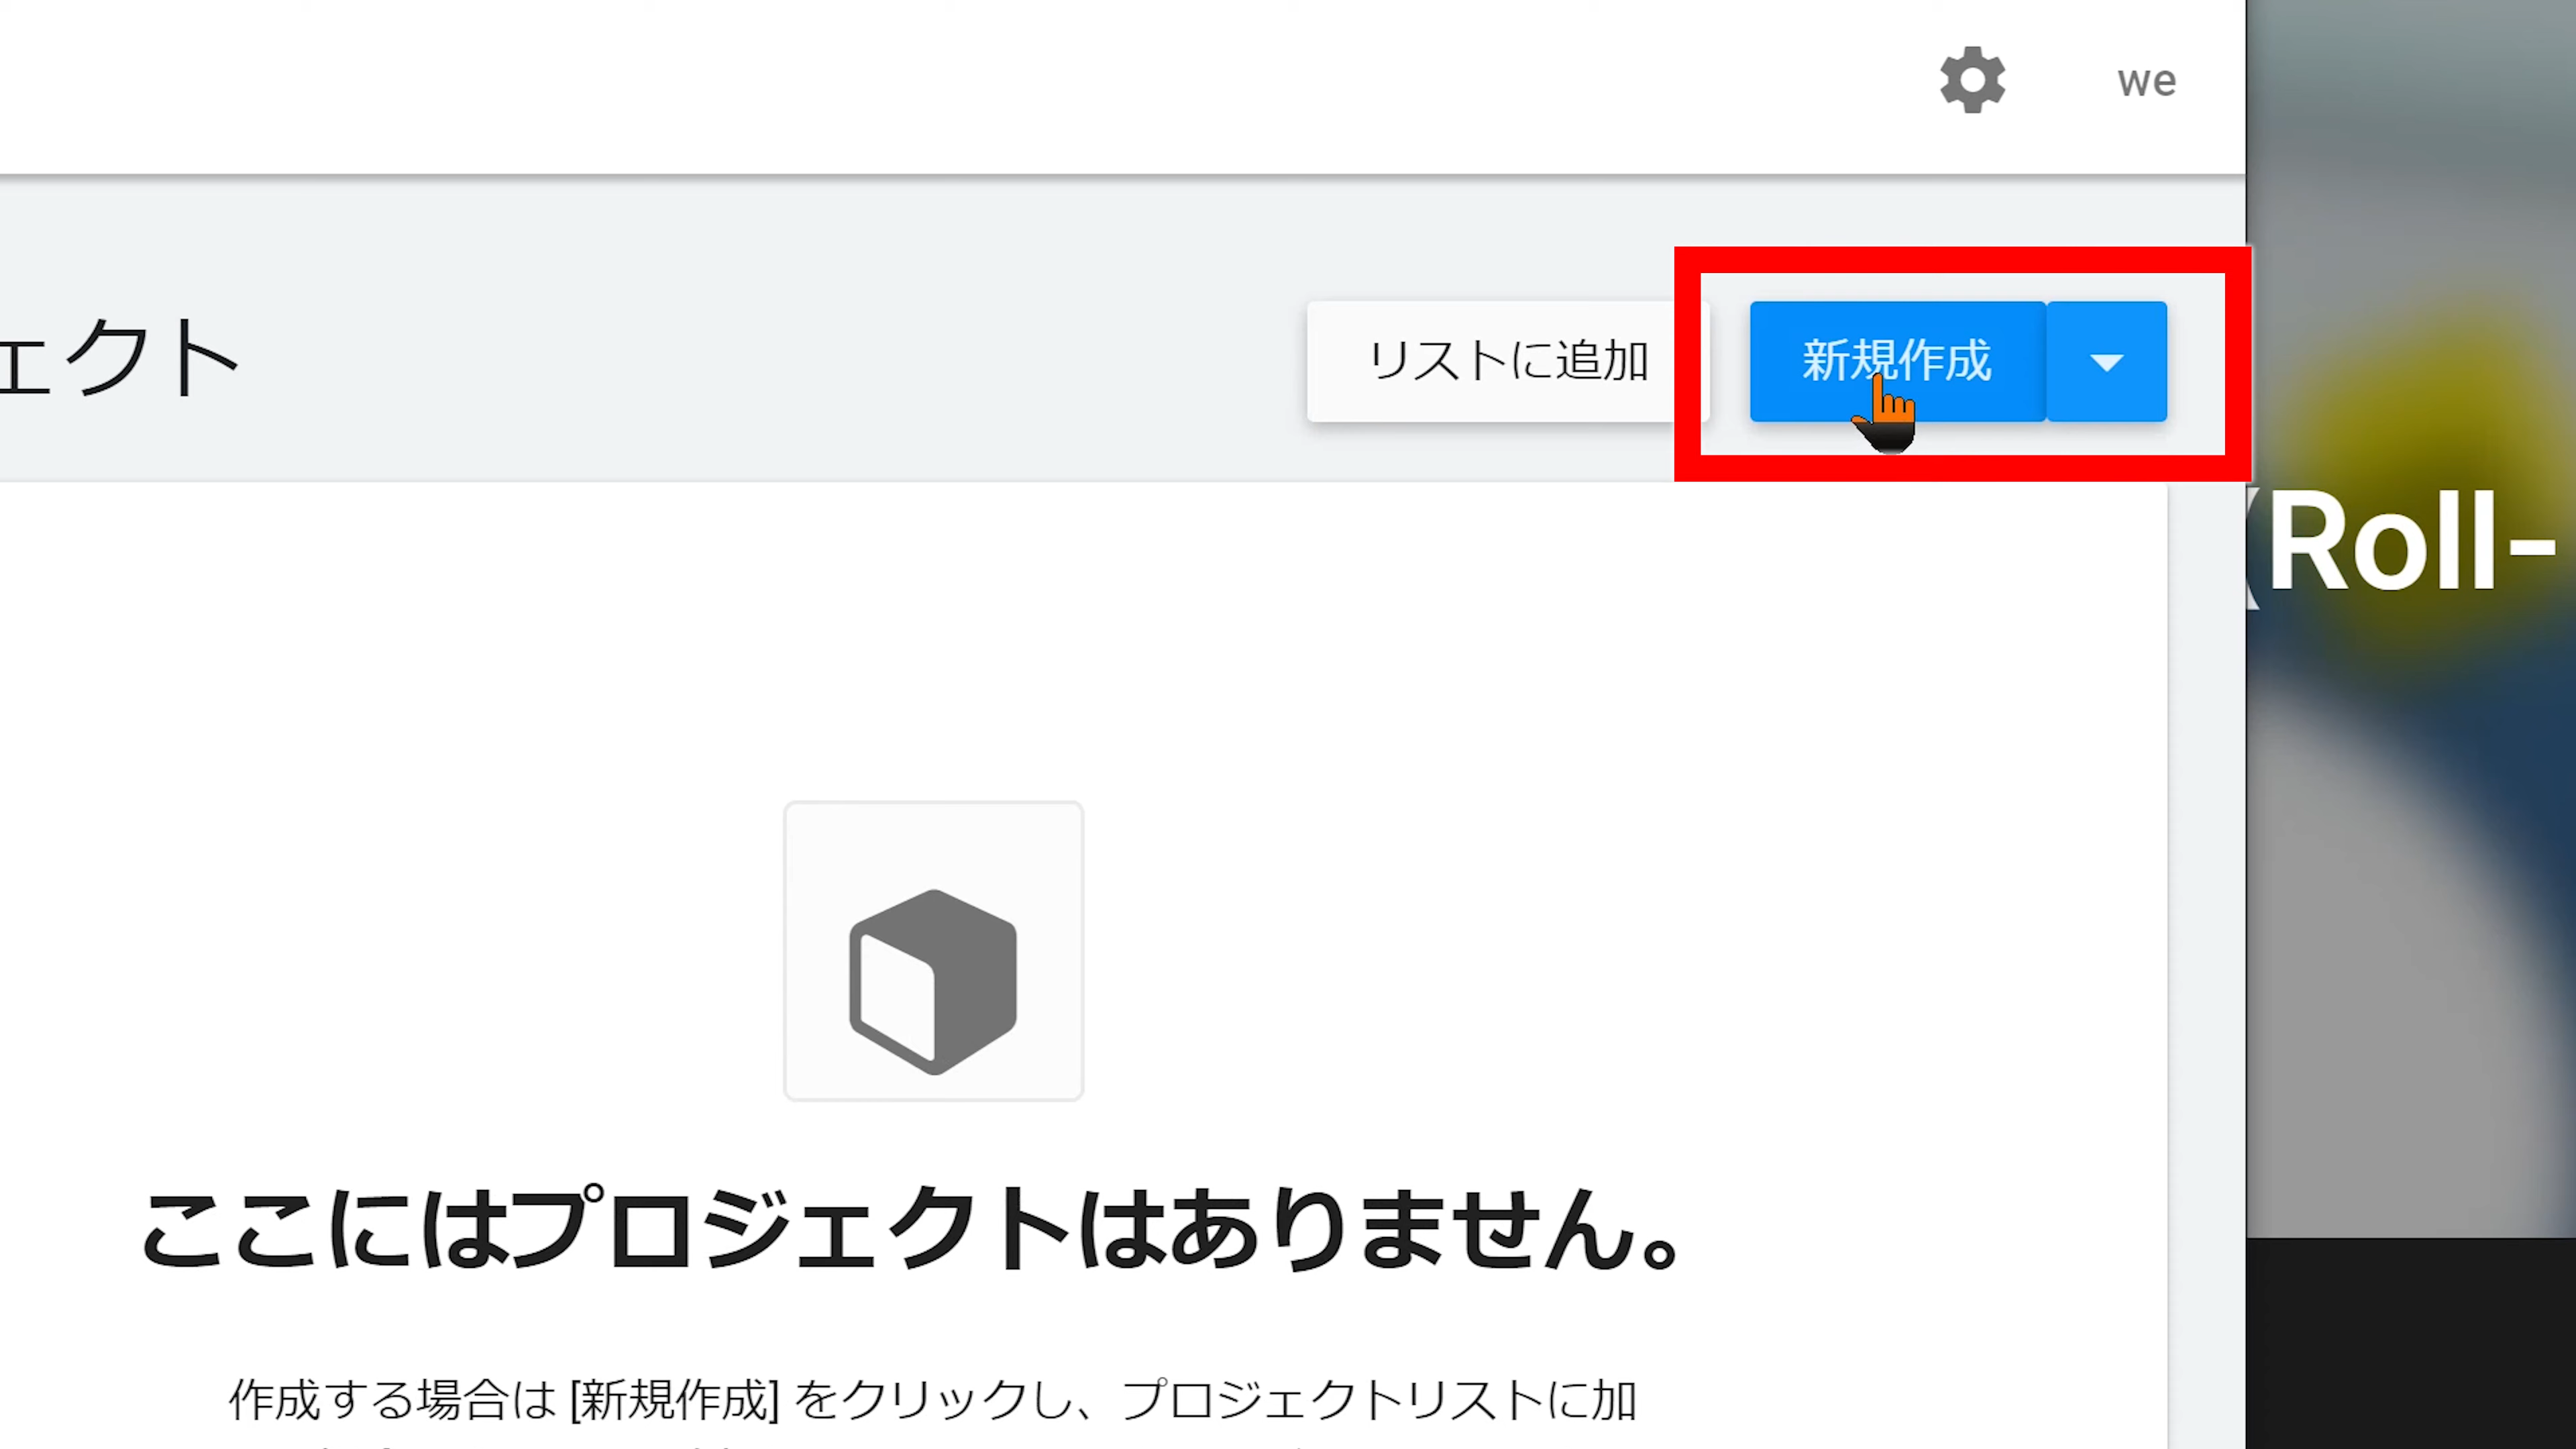 we
ェクト
リストに追加
新規作成
(Roll-
ここにはプロジェクトはありません。
作成する場合は [新規作成] をクリックし、プロジェクトリストに加